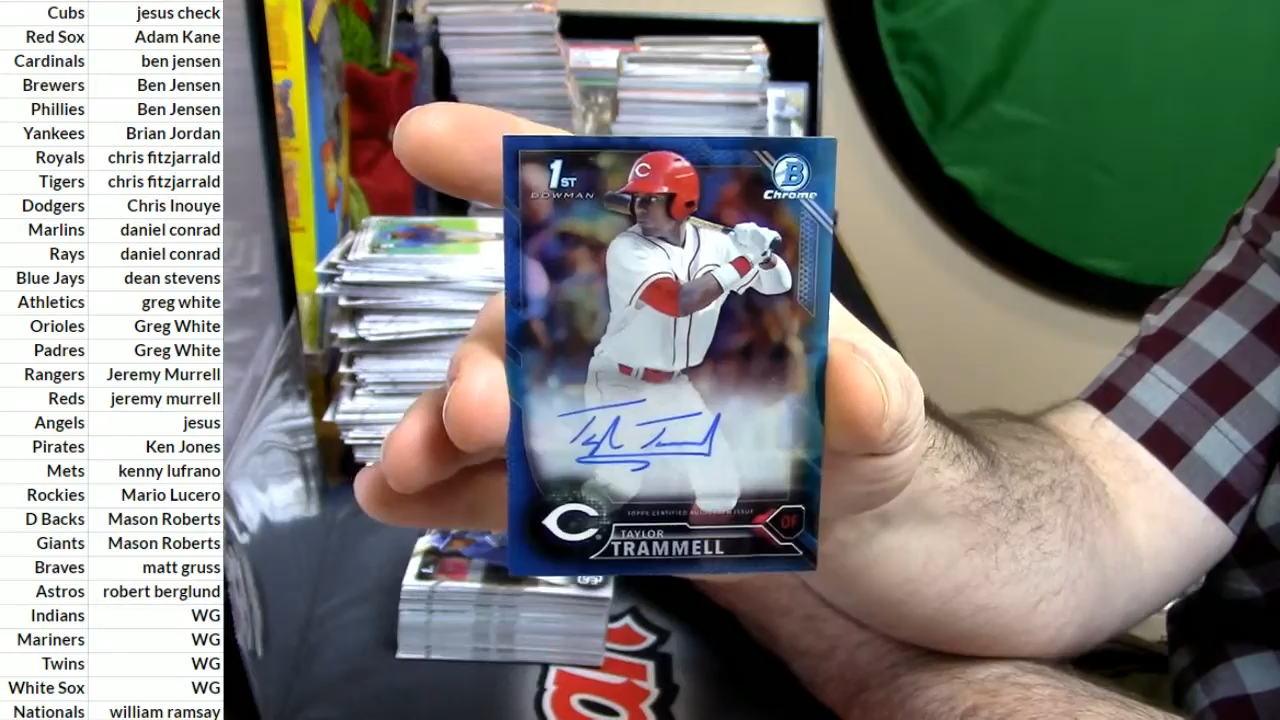 Cubs jesus check
Red Sox Adam Kane
Cardinals ben jensen
Brewers Ben Jensen
Phillies Ben Jensen
Yankees Brian Jordan
Royals chris fitzjarrald
Tigers chris fitzjarrald
Dodgers Chris Inouye
Marlins daniel conrad
Rays daniel conrad
Blue Jays dean stevens
Athletics greg white
Orioles Greg White
Padres Greg White
Rangers Jeremy Murrell
Reds jeremy murrell
Angels jesus
Pirates Ken Jones
Mets kenny lufrano
Rockies Mario Lucero
D Backs Mason Roberts
Giants Mason Roberts
Braves matt gruss
Astros robert berglund
Indians WG
Mariners WG
Twins WG
White Sox WG
Nationals william ramsay
1ST
BOWMAN
B
Chrome
C
TOPPS CERTIFIED AUTOGRAPH ISSUE
C
OF
TAYLOR
TRAMMELL